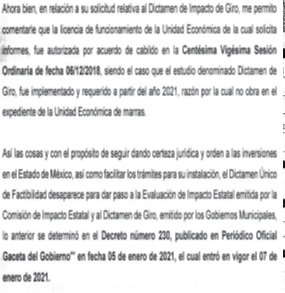 Ahora bien, en relación a su solicitud relativa al Dictamen de Impacto de Giro, me permito
comentarle que la licencia de funcionamiento de la Unidad Económica de la cual solicita
informes, fue autorizada por acuerdo de cabildo en la Centésima Vigésima Sesión
Ordinaria de fecha 06/12/2018, siendo el caso que el estudio denominado Dictamen de
Giro, fue implementado y requerido a partir del año 2021, razón por la cual no obra en el
expediente de la Unidad Económica de marras.
Así las cosas y con el propósito de seguir dando certeza jurídica y orden a las inversiones
en el Estado de México, así como facilitar los trámites para su instalación, el Dictamen Único
de Factibilidad desaparece para dar paso a la Evaluación de Impacto Estatal emitida por la
Comisión de Impacto Estatal y al Dictamen de Giro, emitido por los Gobiernos Municipales,
lo anterior se determinó en el Decreto número 230, publicado en Periódico Oficial
Gaceta del Gobierno"" en fecha 05 de enero de 2021, el cual entró en vigor el 07 de
enero de 2021.